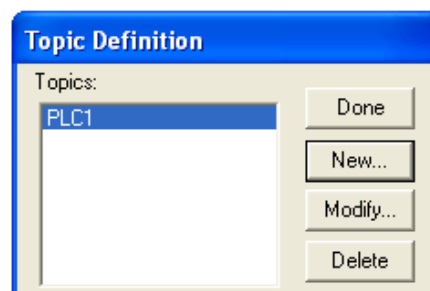 Topic Definition
Topics:
PLC1
Done
New...
Modify...
Delete